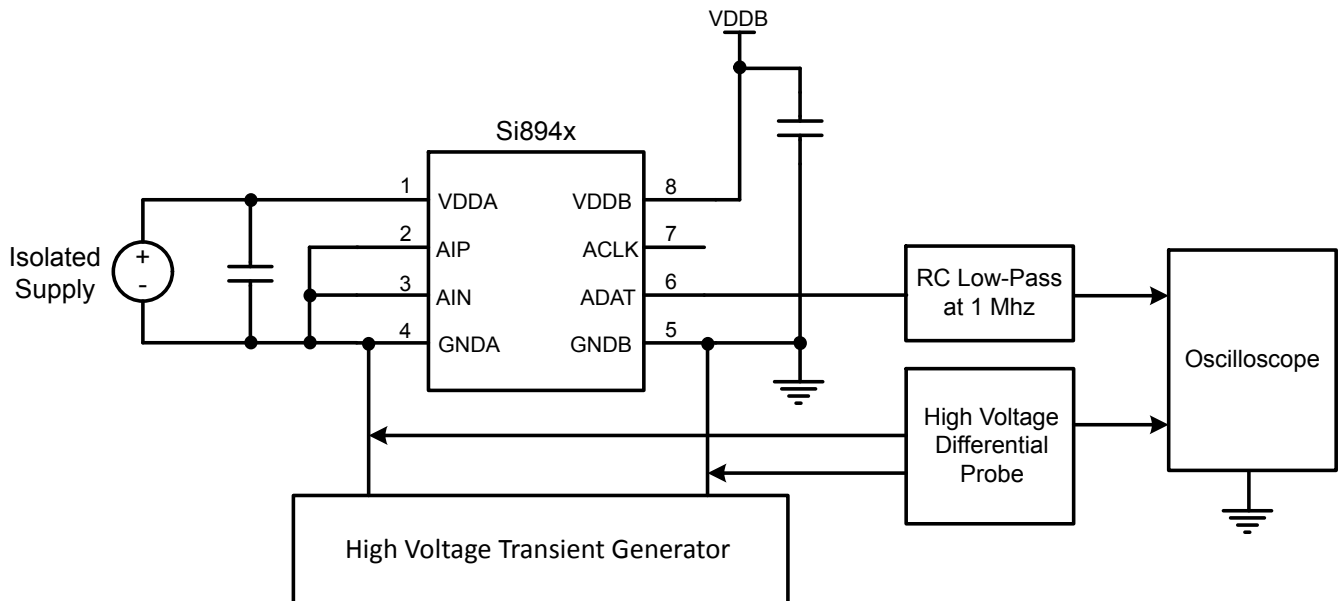 VDDB
Si894x
Isolated
Supply
+
-
1
2
3
4
VDDA
AIP
AIN
GNDA
VDDB
ACLK
ADAT
GNDB
8
7
6
5
RC Low-Pass
at 1 Mhz
High Voltage
Differential
Probe
Oscilloscope
High Voltage Transient Generator